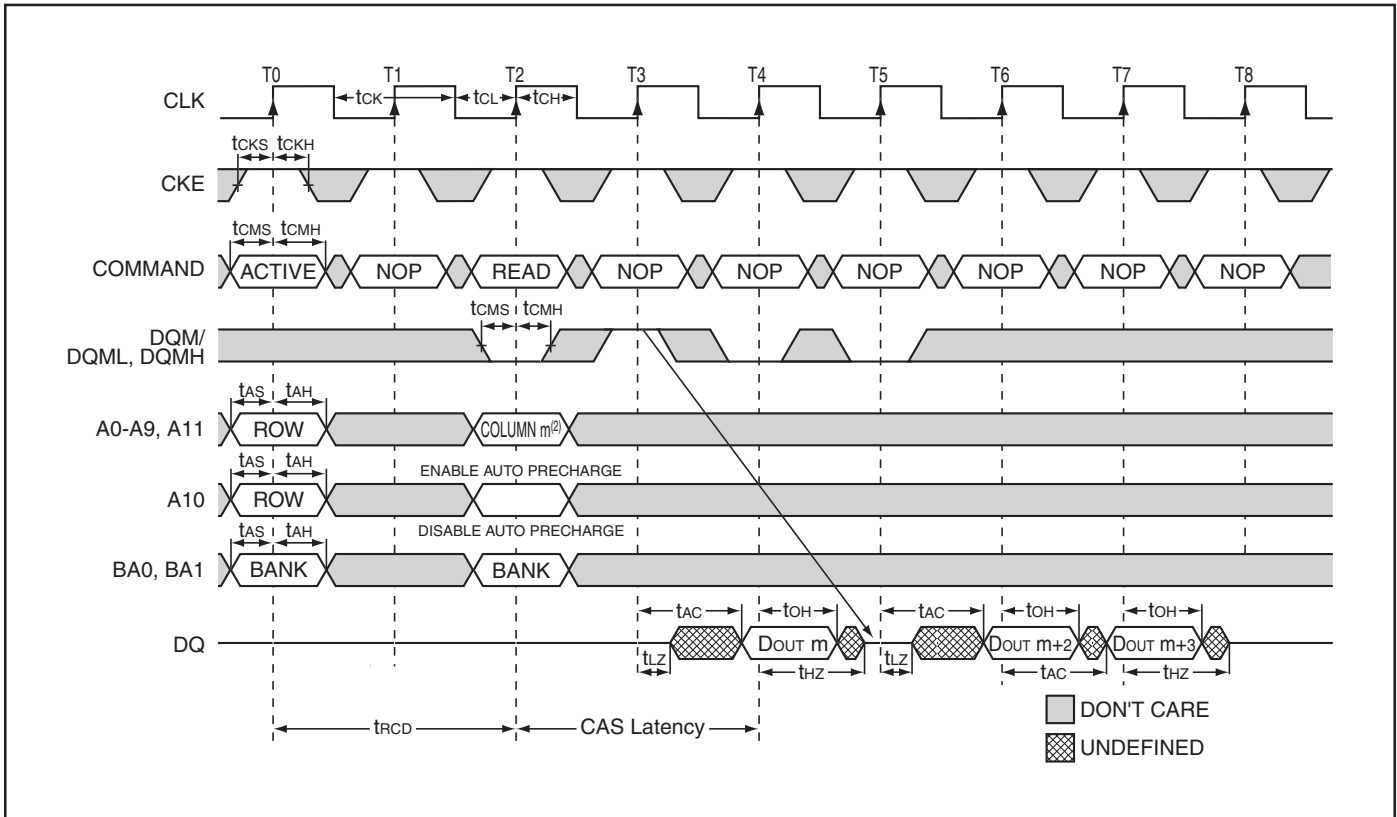 T0 T1 T2 T3 T4 T5 T6 T7 T8
CLK tCK tCL tCH
tCKS tCKH
CKE
tCMS tCMH
COMMAND ACTIVE NOP READ NOP NOP NOP NOP NOP NOP
tCMS tCMH
DQM/
DQML, DQMH
tAS tAH
A0-A9, A11 ROW COLUMN m(2)
tAS tAH ENABLE AUTO PRECHARGE
A10 ROW
tAS tAH DISABLE AUTO PRECHARGE
BA0, BA1 BANK BANK
tAC tOH tAC tOH tOH
DQ DOUT m DOUT m+2 DOUT m+3
tLZ tHZ tLZ tAC tHZ
DON'T CARE
tRCD CAS Latency
UNDEFINED